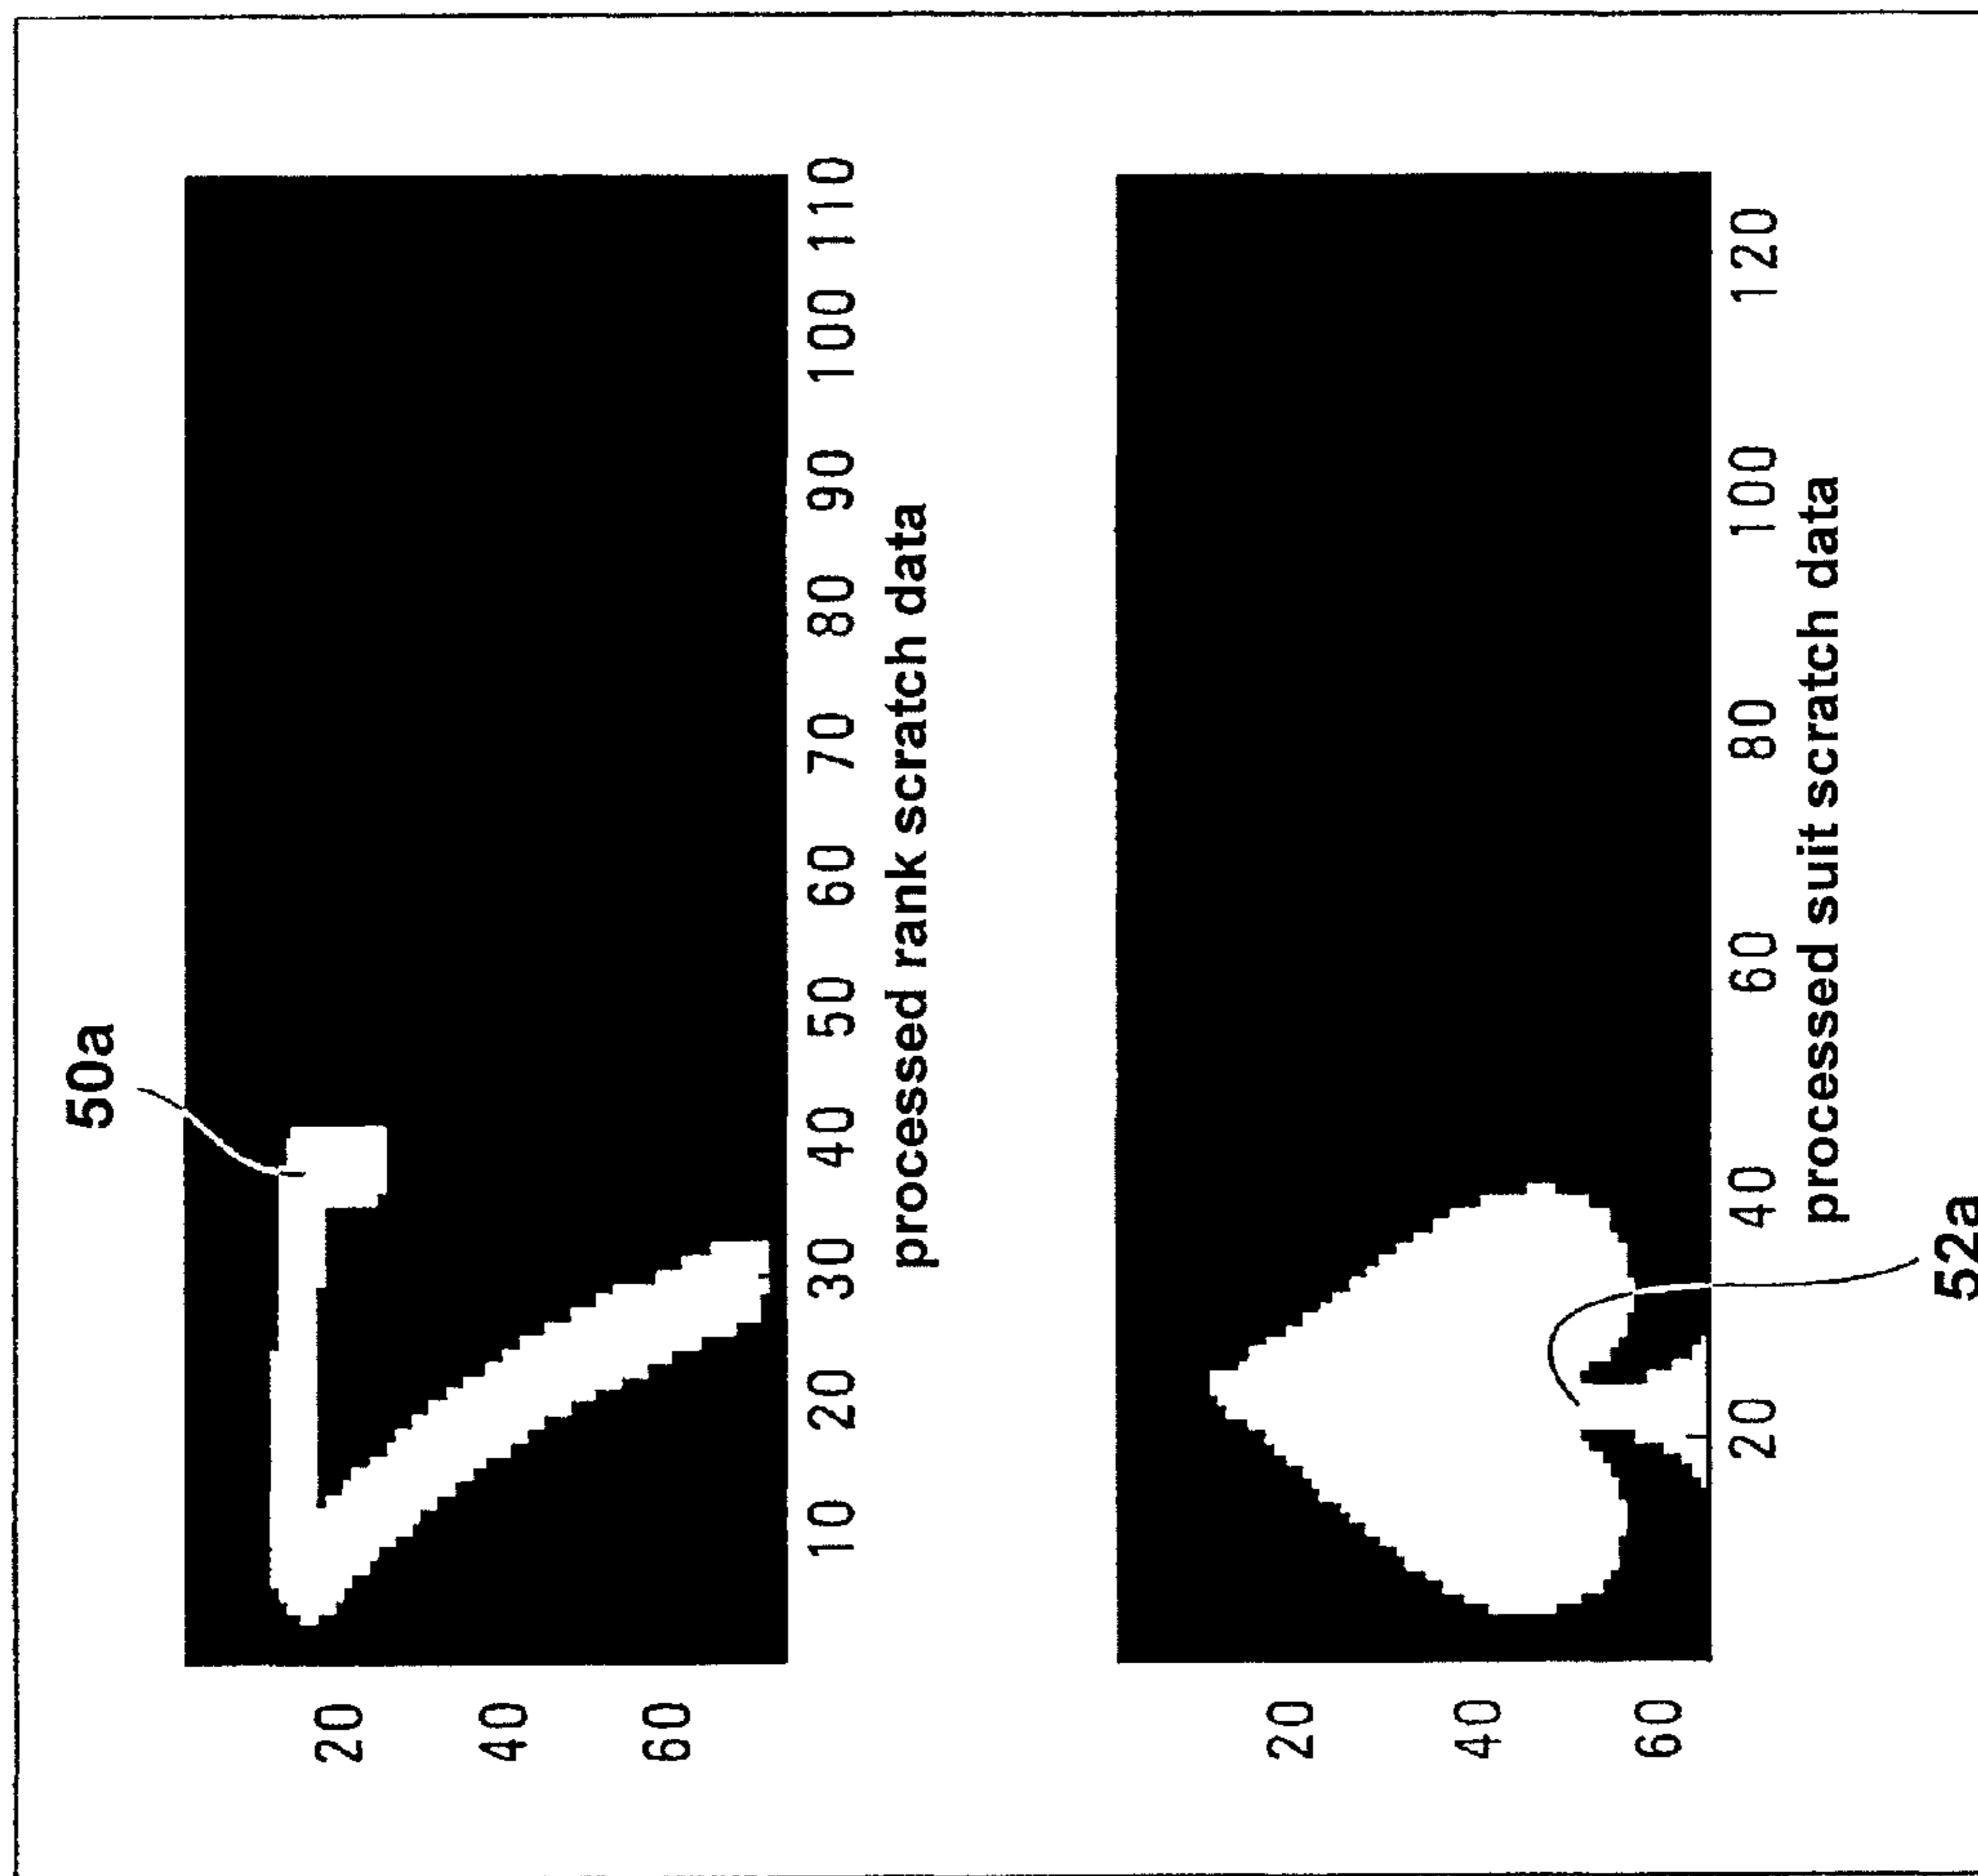 50a
20
40
60
10 20 30 40 50 60 70 80 90 100 110
processed rank scratch data
20
40
60
20 40 60 80 100 120
processed suit scratch data
52a